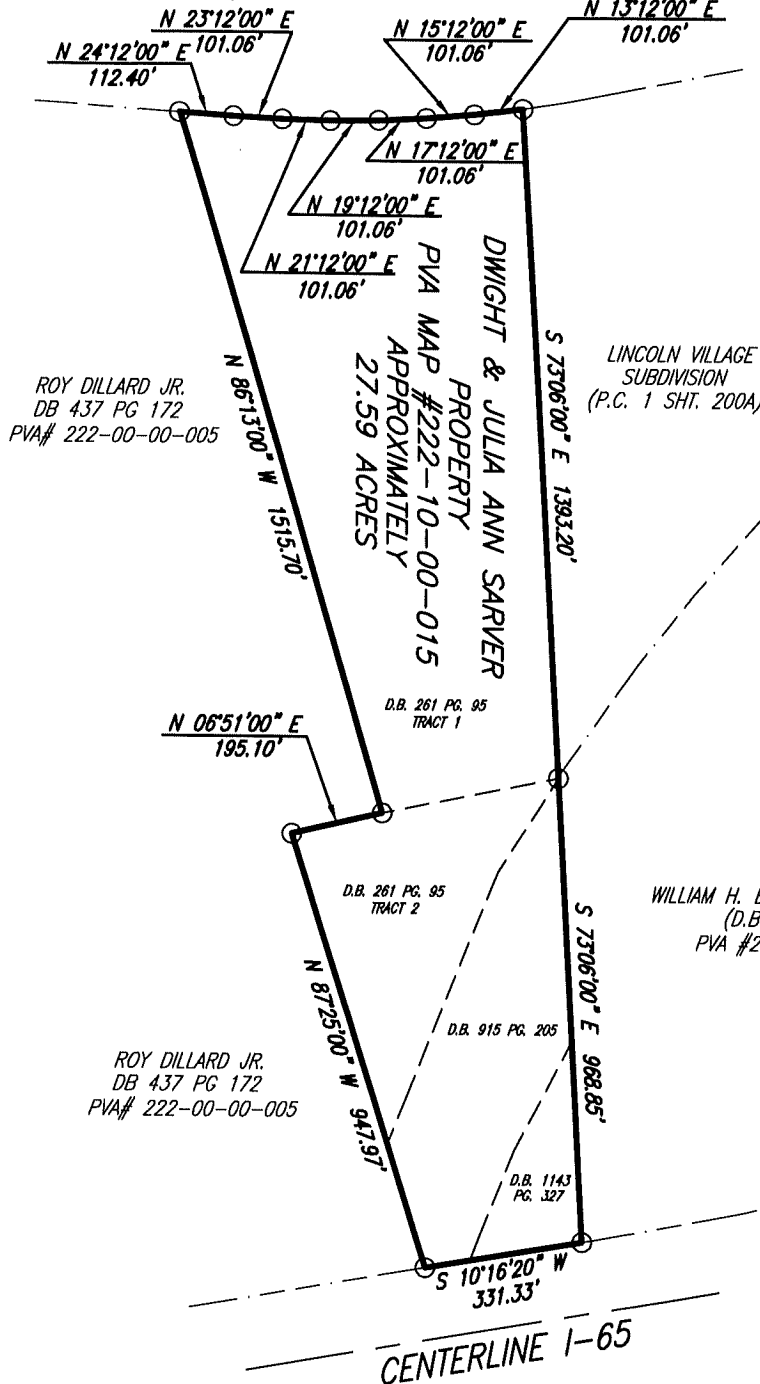 N 23°12'00" E
101.06'
N 13°12'00" E
101.06'
N 24°12'00" E
112.40'
N 15°12'00" E
101.06'
N 17°12'00" E
101.06'
N 19°12'00" E
101.06'
N 21°12'00" E
101.06'
DWIGHT & JULIA ANN SARVER
PROPERTY
PVA MAP #222-10-00-015
APPROXIMATELY
27.59 ACRES
S 73°06'00" E 1393.20'
LINCOLN VILLAGE
SUBDIVISION
(P.C. 1 SHT. 200A)
ROY DILLARD JR.
DB 437 PG 172
PVA# 222-00-00-005
N 86°13'00" W 1515.70'
D.B. 261 PG. 95
TRACT 1
N 06°51'00" E
195.10'
D.B. 261 PG. 95
TRACT 2
WILLIAM H.
(D.B
PVA #2
S 73°06'00" E 968.85'
D.B. 915 PG. 205
N 87°25'00" W 947.97'
ROY DILLARD JR.
DB 437 PG 172
PVA# 222-00-00-005
D.B. 1143
PG. 327
S 10°16'20" W
331.33'
CENTERLINE I-65